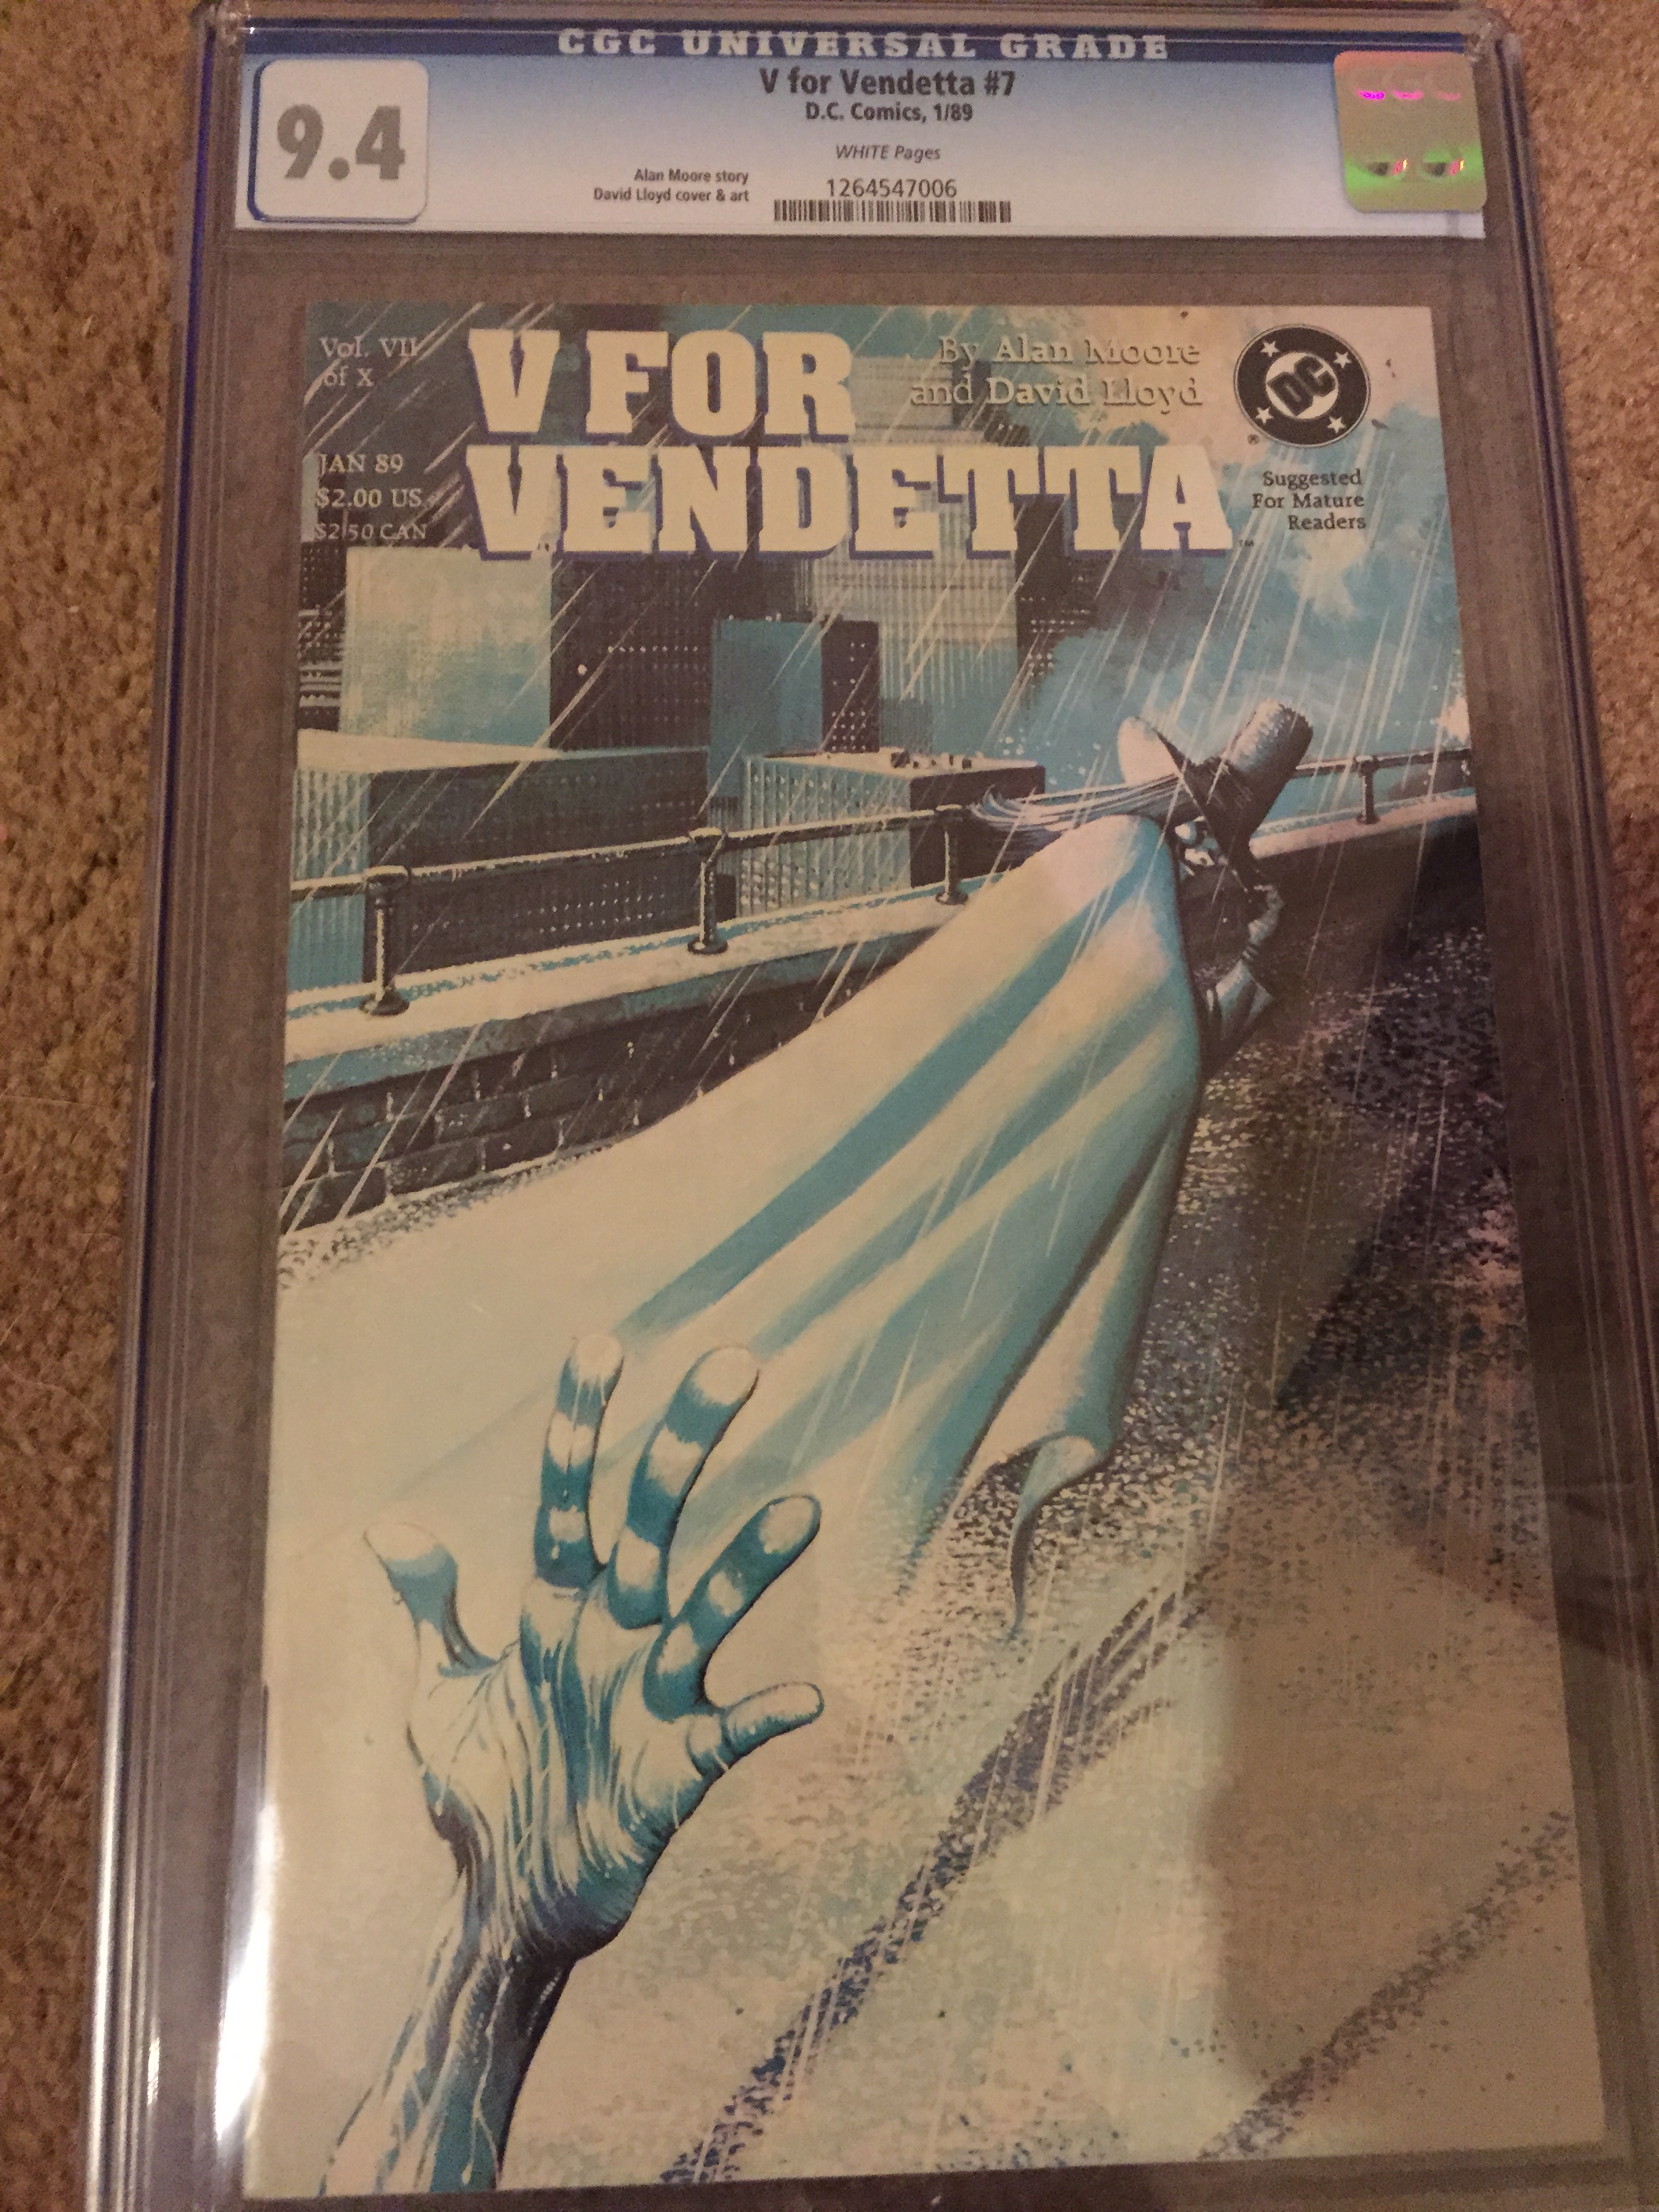 CGC UNIVERSAL GRADE
9.4
V for Vendetta #7
D.C. Comics, 1/89
WHITE Pages
Alan Moore story
David Lloyd cover & art
1264547006
Vol. VII
of X
V FOR
VENDETTA™
By Alan Moore
and David Lloyd
DC
®
JAN 89
$2.00 US
$2.50 CAN
Suggested
For Mature
Readers